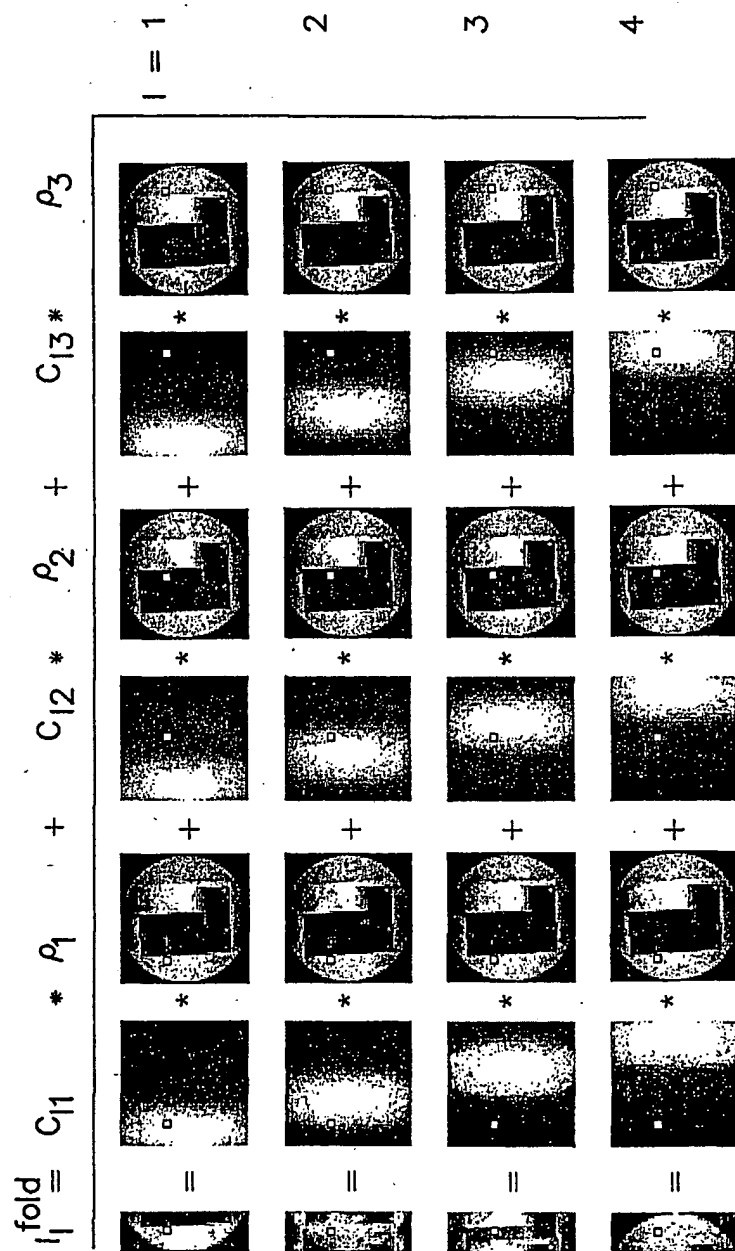 I_l^fold = C_l1 * ρ_1 + C_l2 * ρ_2 + C_l3 * ρ_3
= * + * + * l = 1
= * + * + * 2
= * + * + * 3
= * + * + * 4